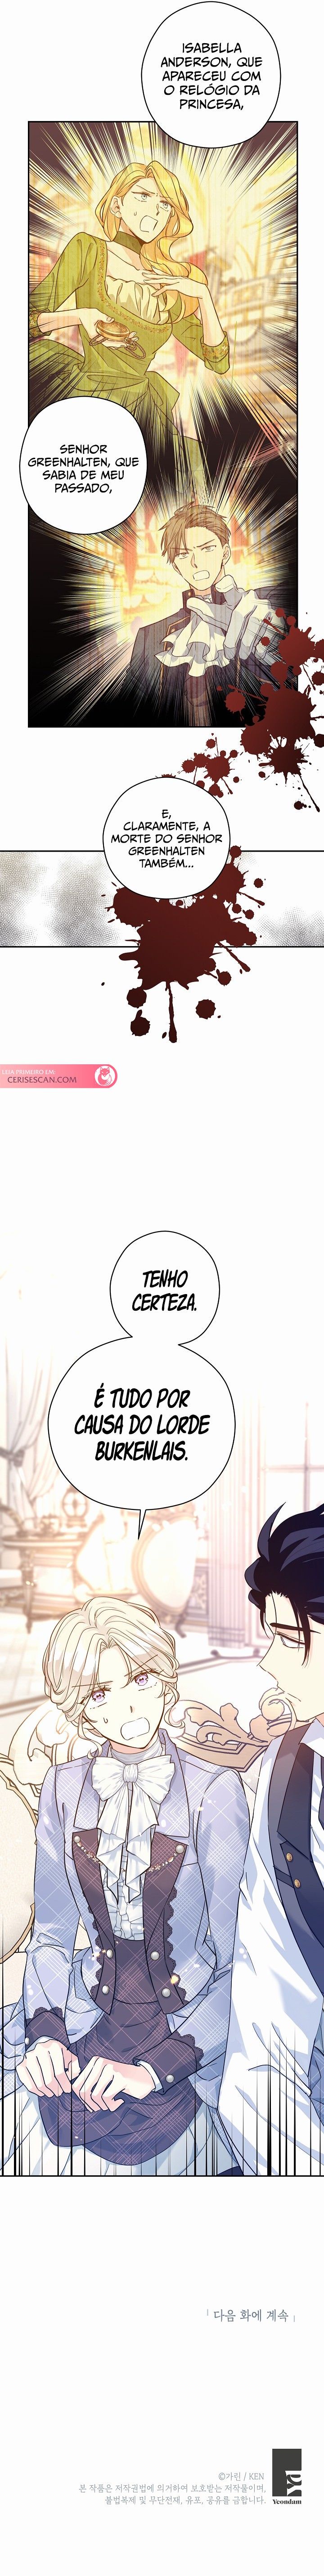 ISABELLA
ANDERSON, QUE
APARECEU COM
O RELÓGIO DA
PRINCESA,
SENHOR
GREENHALTEN, QUE
SABIA DE MEU
PASSADO,
E,
CLARAMENTE, A
MORTE DO SENHOR
GREENHALTEN
TAMBÉM...
LEIA PRIMEIRO EM
CERISESCAN.COM
TENHO
CERTEZA.
É TUDO POR
CAUSA DO LORDE
BURKENLAIS.
「다음 화에 계속」
©가린 / KEN
본 작품은 저작권법에 의거하여 보호받는 저작물이며,
불법복제 및 무단전재, 유포, 공유를 금합니다.
YD
Yeondam